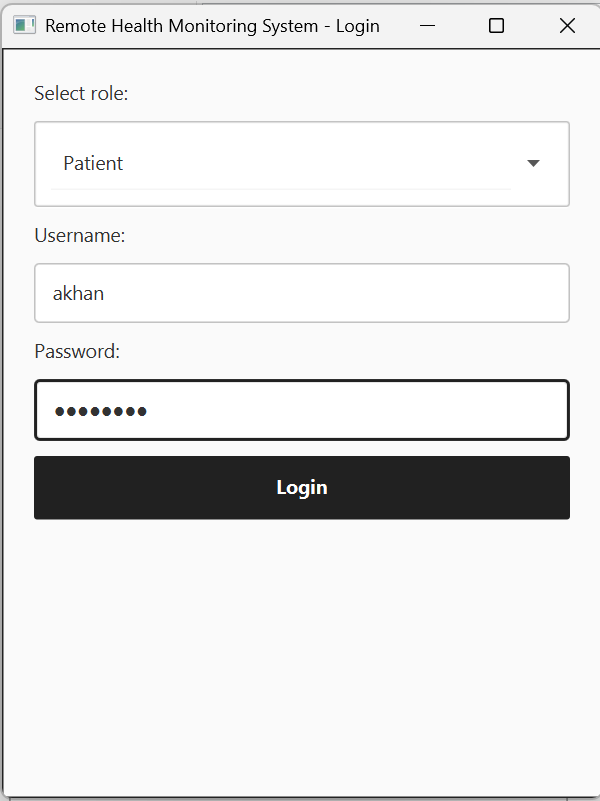 Remote Health Monitoring System - Login
Select role:
Patient
Username:
akhan
Password:
••••••••
Login